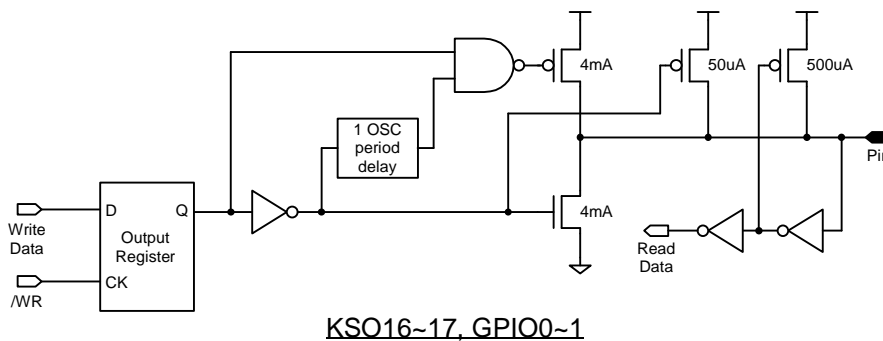 4mA
50uA
500uA
1 OSC
period
delay
Pin
D
Q
Write
Data
Output
Register
4mA
Read
Data
CK
/WR
KSO16~17, GPIO0~1